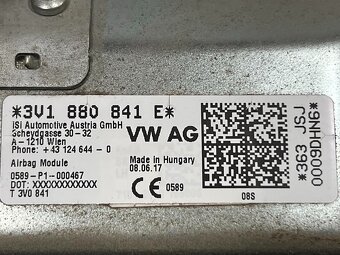 *3V1 880 841 E*
iSi Automotive Austria GmbH
Scheydgasse 30-32
A-1210 Wien
Phone: +43 124 644-0
Airbag Module
0589-P1-000467
DOT: XXXXXXXXXXXX
T 3V0 841
VW AG
Made in Hungary
08.06.17
CE 0589
08S
*363 JSJ
0009DHN6*